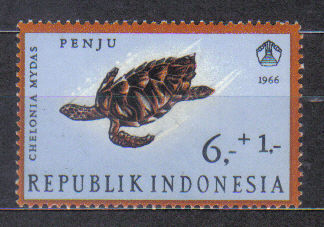 PENJU
CHELONIA MYDAS
1966
6,-+1,-
REPUBLIK INDONESIA